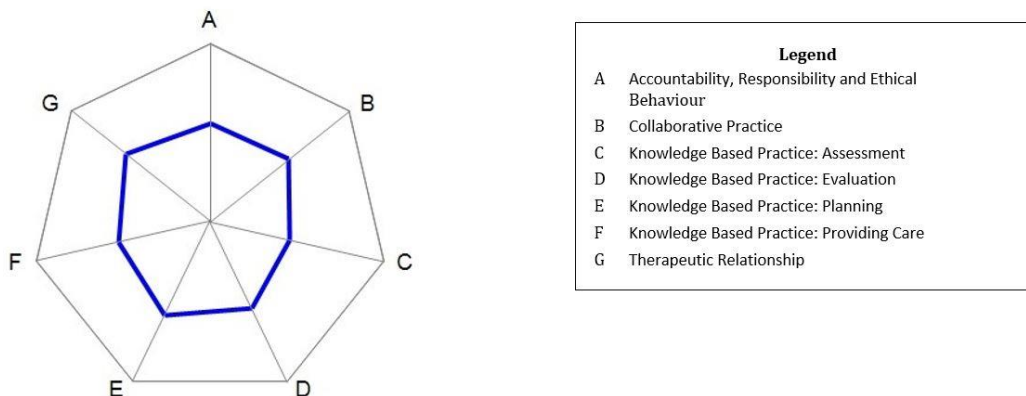 A
G
B
F
C
E
D
Legend
A Accountability, Responsibility and Ethical
Behaviour
B Collaborative Practice
C Knowledge Based Practice: Assessment
D Knowledge Based Practice: Evaluation
E Knowledge Based Practice: Planning
F Knowledge Based Practice: Providing Care
G Therapeutic Relationship